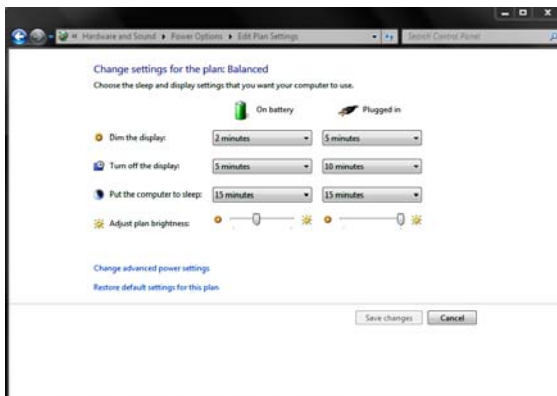 « Hardware and Sound ▸ Power Options ▸ Edit Plan Settings
Search Control Panel
Change settings for the plan: Balanced
Choose the sleep and display settings that you want your computer to use.
On battery Plugged in
Dim the display: 2 minutes 5 minutes
Turn off the display: 5 minutes 10 minutes
Put the computer to sleep: 15 minutes 15 minutes
Adjust plan brightness:
Change advanced power settings
Restore default settings for this plan
Save changes Cancel